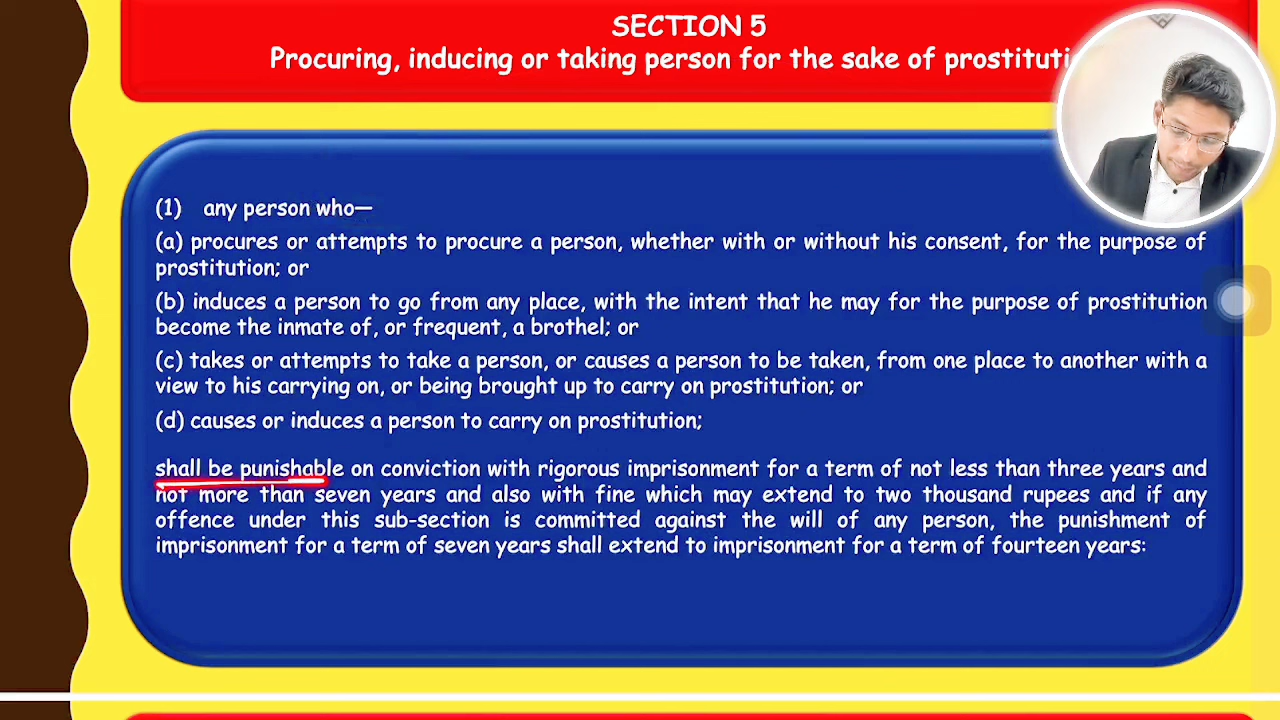 SECTION 5
Procuring, inducing or taking person for the sake of
(1) any person who—
(a) procures or attempts to procure a person, whether with or without his consent, for the purpose of
prostitution; or
(b) induces a person to go from any place, with the intent that he may for the purpose of prostitution
become the inmate of, or frequent, a brothel; or
(c) takes or attempts to take a person, or causes a person to be taken, from one place to another with a
view to his carrying on, or being brought up to carry on prostitution; or
(d) causes or induces a person to carry on prostitution;
shall be punishable on conviction with rigorous imprisonment for a term of not less than three years and
not more than seven years and also with fine which may extend to two thousand rupees and if any
offence under this sub-section is committed against the will of any person, the punishment of
imprisonment for a term of seven years shall extend to imprisonment for a term of fourteen years: